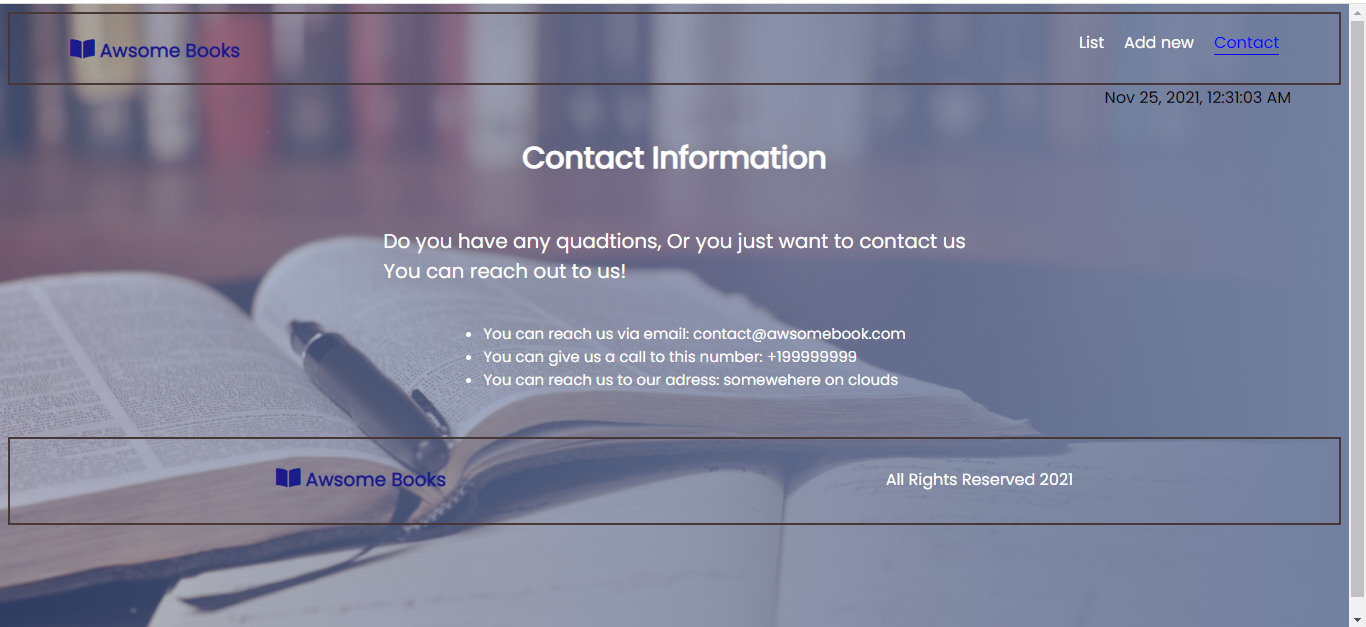 Awsome Books
List Add new Contact
Nov 25, 2021, 12:31:03 AM
Contact Information
Do you have any quadtions, Or you just want to contact us
You can reach out to us!
• You can reach us via email: contact@awsomebook.com
• You can give us a call to this number: +199999999
• You can reach us to our adress: somewehere on clouds
Awsome Books
All Rights Reserved 2021